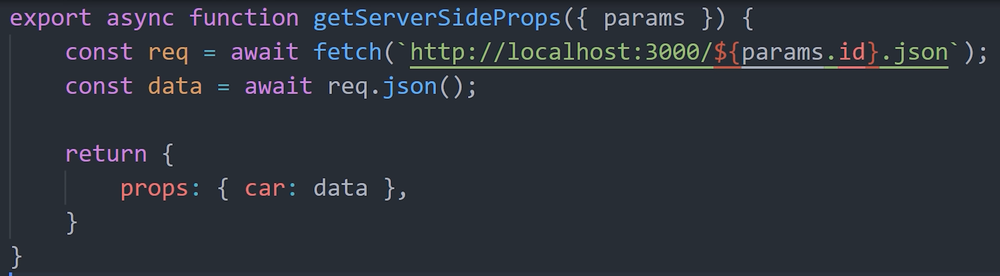 export async function getServerSideProps({ params }) {
    const req = await fetch(`http://localhost:3000/${params.id}.json`);
    const data = await req.json();

    return {
        props: { car: data },
    }
}